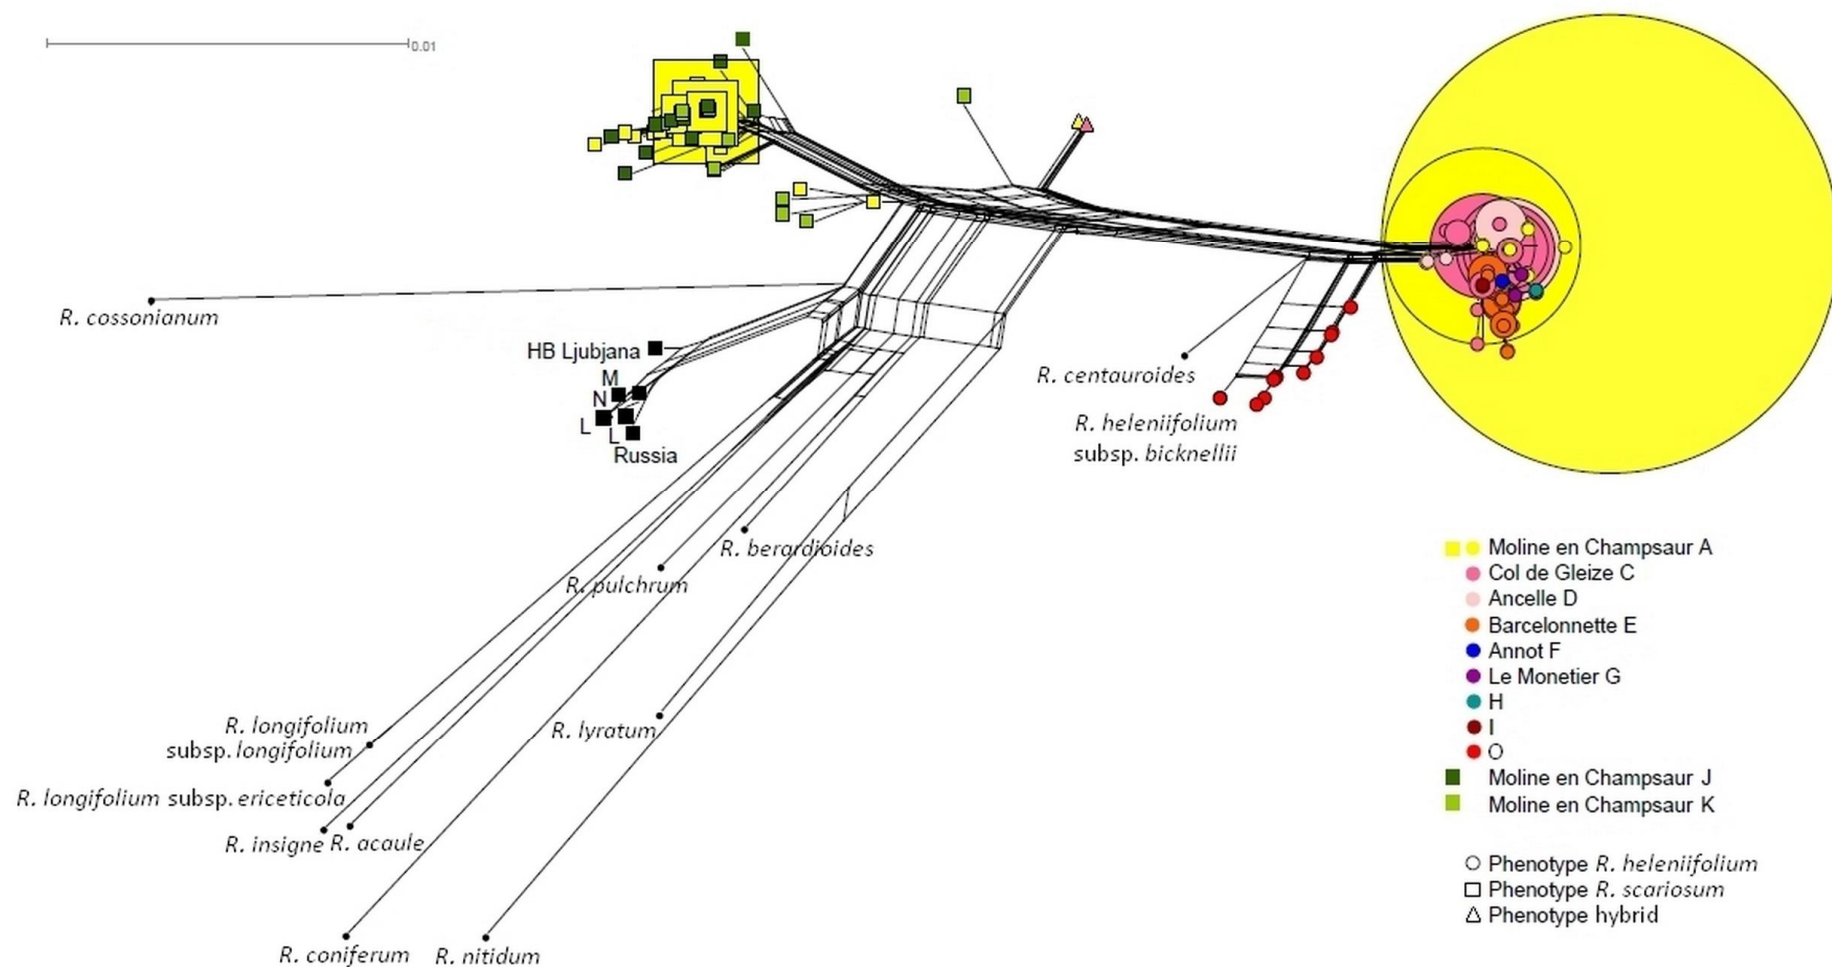 0.01
R. cossonianum
HB Ljubjana
M
N
L
L
Russia
R. centauroides
R. heleniifolium
subsp. bicknellii
R. berardioides
R. pulchrum
R. longifolium
subsp. longifolium
R. lyratum
R. longifolium subsp. ericeticola
R. insigne
R. acaule
R. coniferum
R. nitidum
Moline en Champsaur A
Col de Gleize C
Ancelle D
Barcelonnette E
Annot F
Le Monetier G
H
I
O
Moline en Champsaur J
Moline en Champsaur K
Phenotype R. heleniifolium
Phenotype R. scariosum
Phenotype hybrid